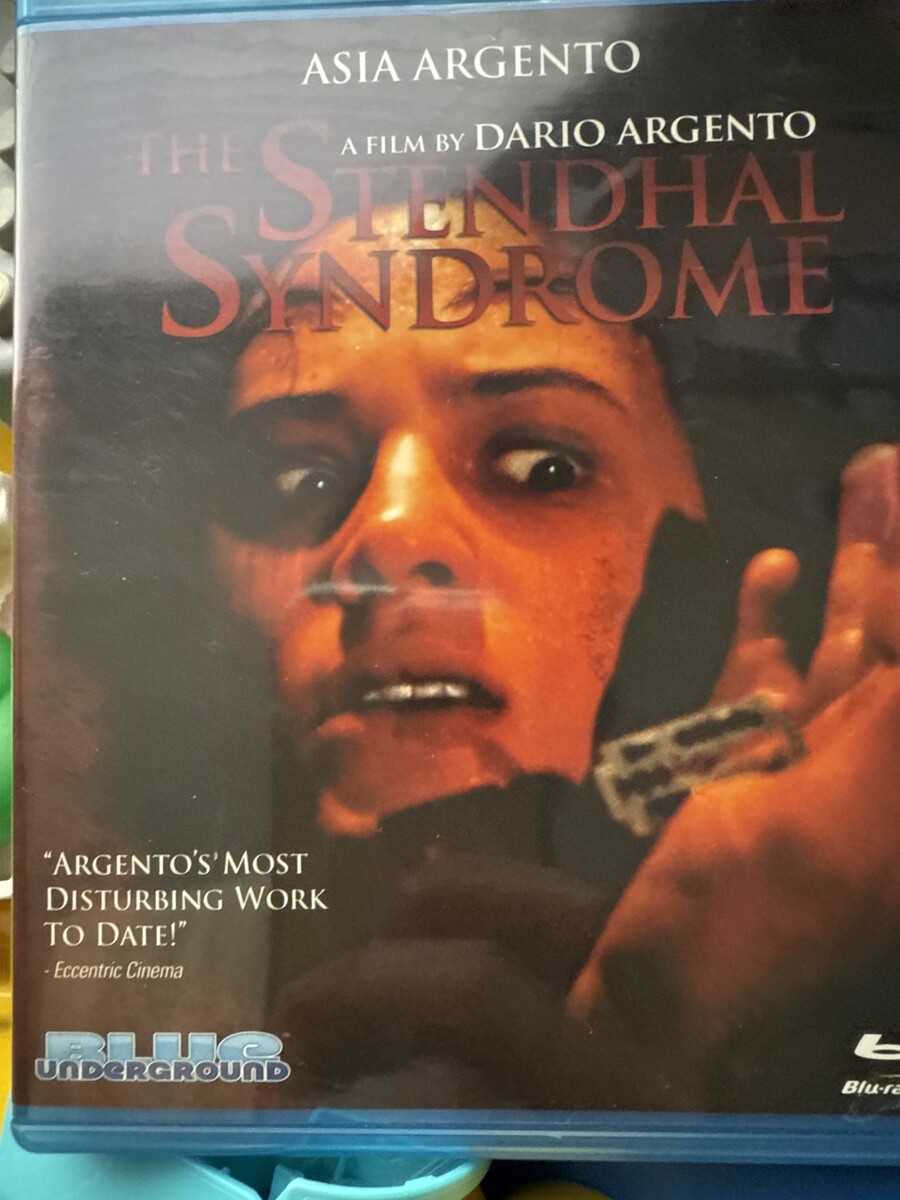 ASIA ARGENTO
A FILM BY DARIO ARGENTO
THE STENDHAL
SYNDROME
“ARGENTO’S MOST
DISTURBING WORK
TO DATE!”
- Eccentric Cinema
BLUE
UNDERGROUND